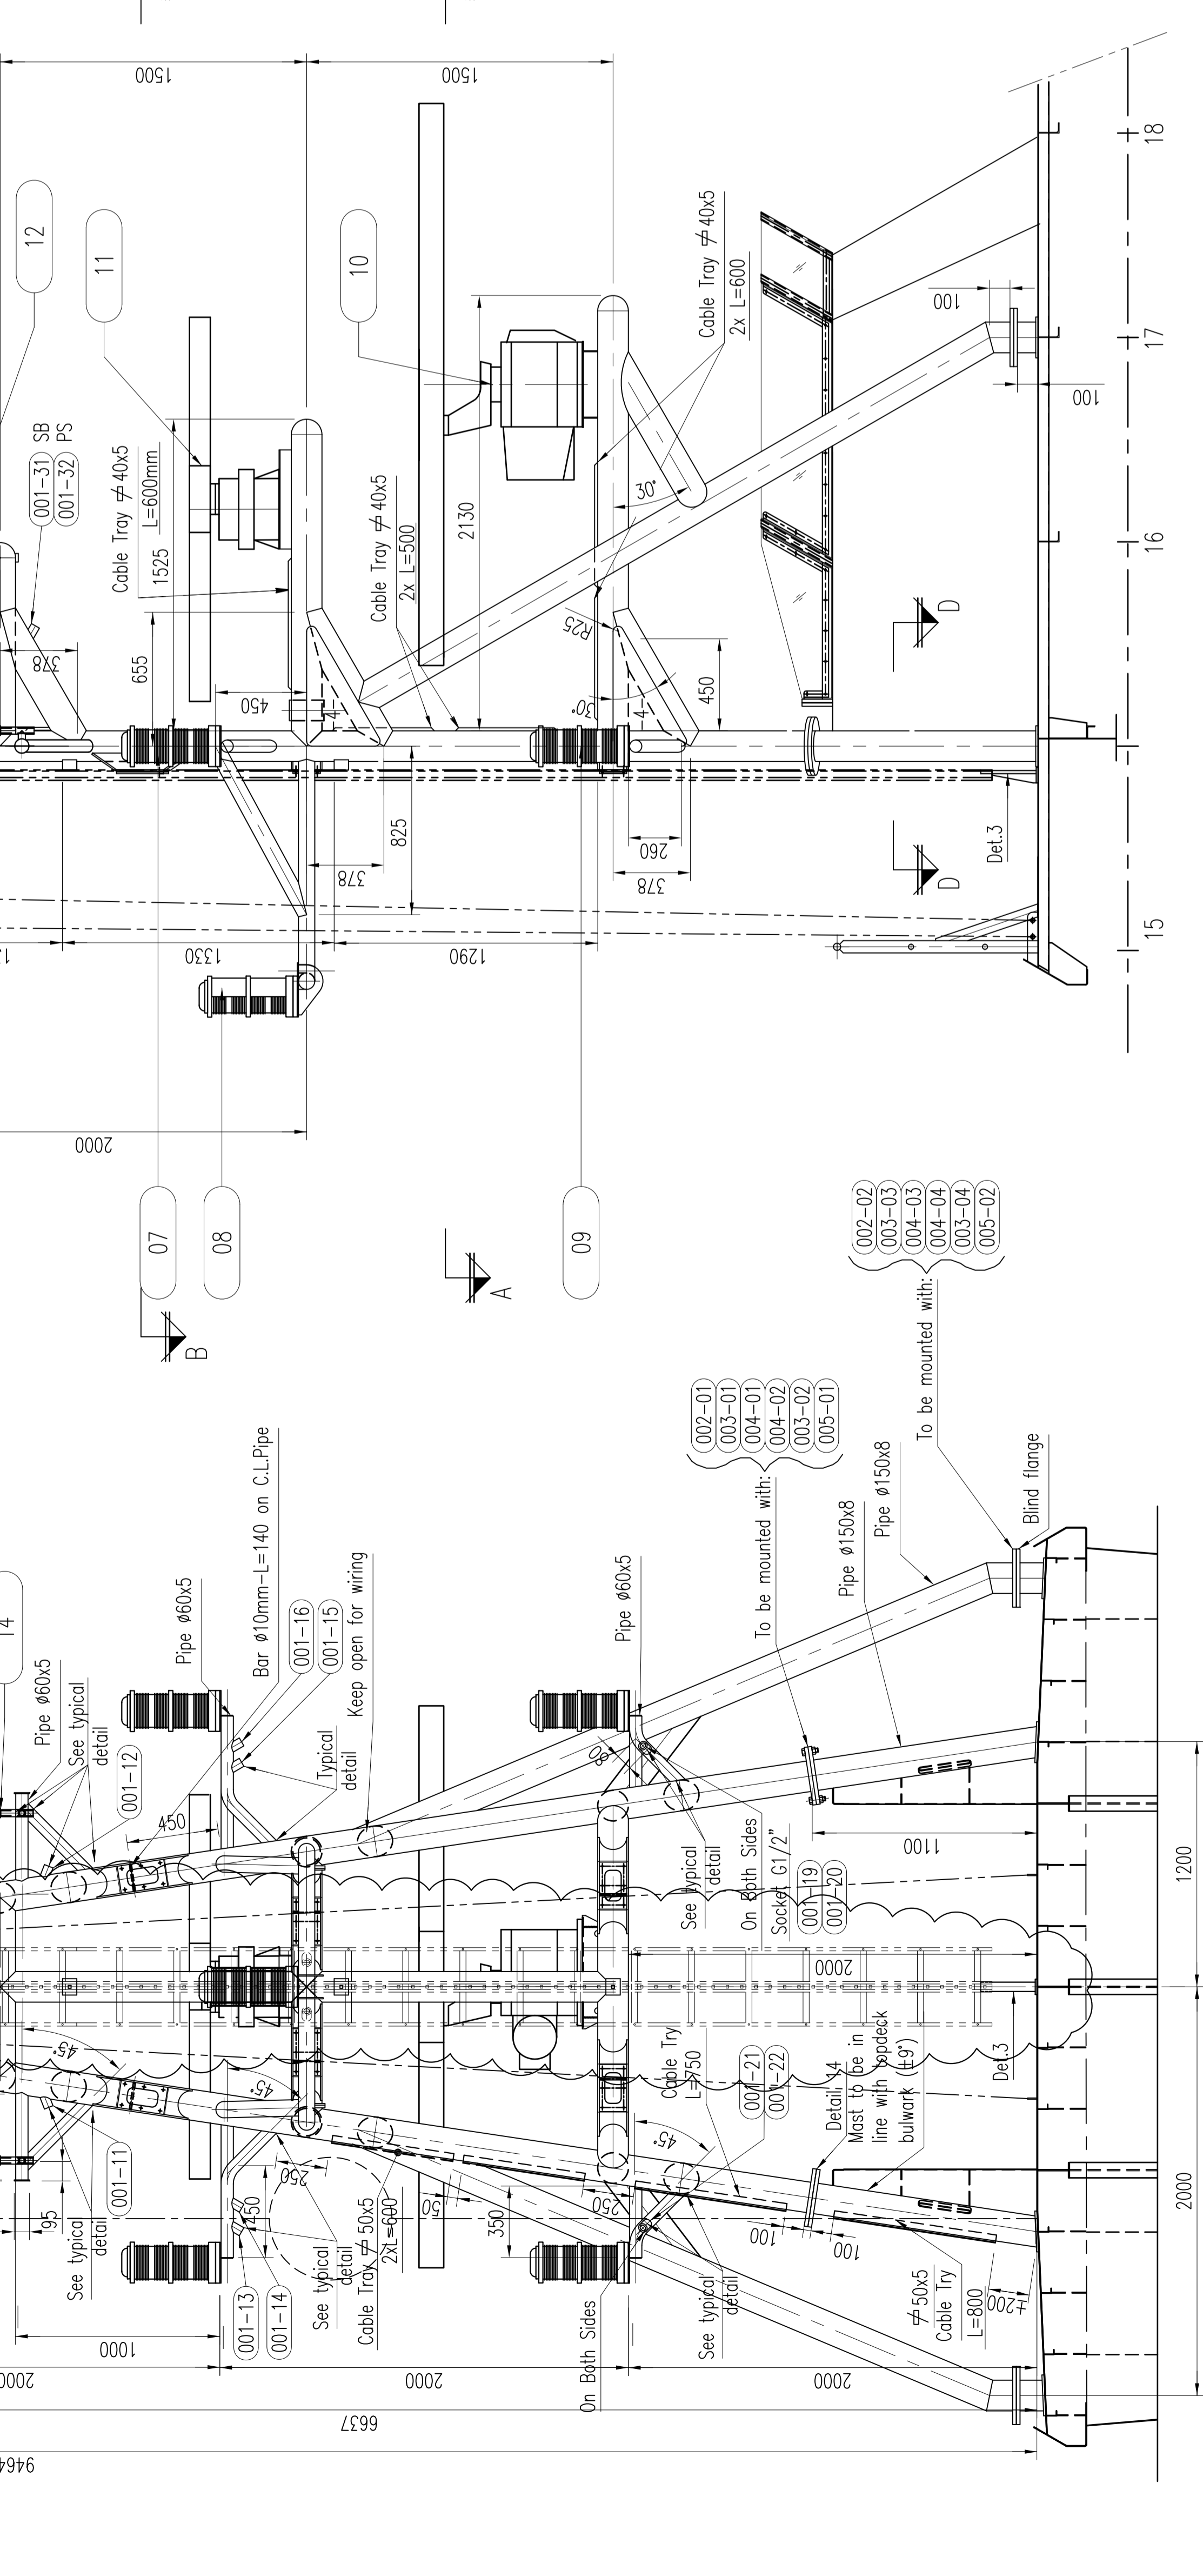 1500
1500
12
11
10
001-31 SB
001-32 PS
Cable Tray 40x5
L=600mm
1525
655
378
450
Cable Tray 40x5
2x L=500
2130
Cable Tray 40x5
2x L=600
30°
R25
30°
4
4
450
100
100
18
17
16
15
D
D
Det.3
825
378
260
378
1330
1290
2000
07
08
09
B
A
002-02
003-03
004-03
004-04
003-04
005-02
To be mounted with:
002-01
003-01
004-01
004-02
003-02
005-01
To be mounted with:
Blind flange
Pipe ø150x8
Pipe ø150x8
Pipe ø60x5
Bar ø10mm-L=140 on C.L.Pipe
Pipe ø60x5
001-16
001-15
Keep open for wiring
14
Pipe ø60x5
See typical
detail
001-12
450
Typical
detail
80
See typical
detail
On Both Sides
Socket G1/2"
001-19
001-20
1100
2000
1200
2000
45°
45°
45°
Cable Try
L=750
001-21
001-22
Detail 14
Mast to be in
line with topdeck
bulwark (±9°)
Det.3
001-11
See typical
detail
95
250
450
001-13
001-14
See typical
detail
Cable Tray 50x5
2xL=600
50
350
250
100
100
50x5
Cable Try
L=800
±200
See typical
detail
On Both Sides
1000
2000
2000
2000
6637